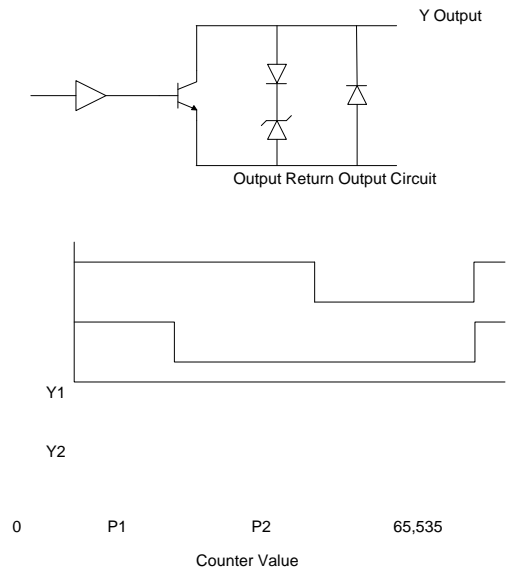 Y Output
Output Return Output Circuit
Y1
Y2
0 P1 P2 65,535
Counter Value